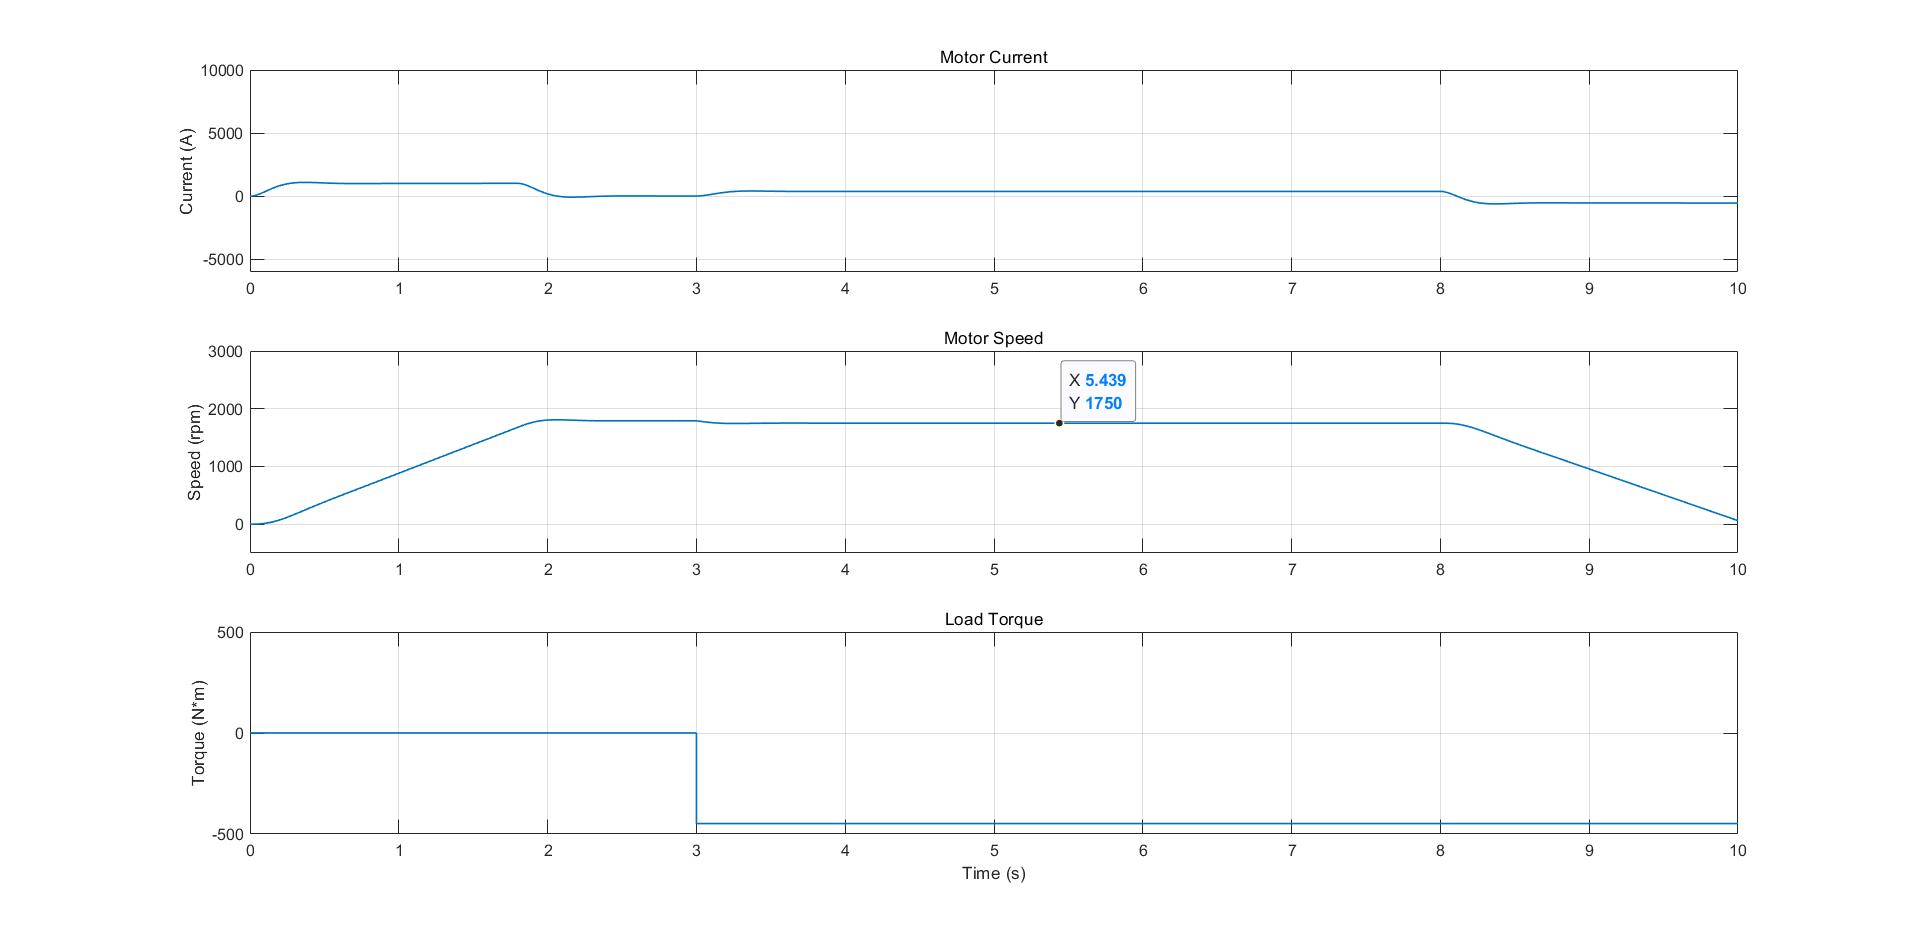 Motor Current
10000
5000
0
-5000
Current (A)
0 1 2 3 4 5 6 7 8 9 10
Motor Speed
3000
2000
1000
0
Speed (rpm)
X 5.439
Y 1750
0 1 2 3 4 5 6 7 8 9 10
Load Torque
500
0
-500
Torque (N*m)
0 1 2 3 4 5 6 7 8 9 10
Time (s)